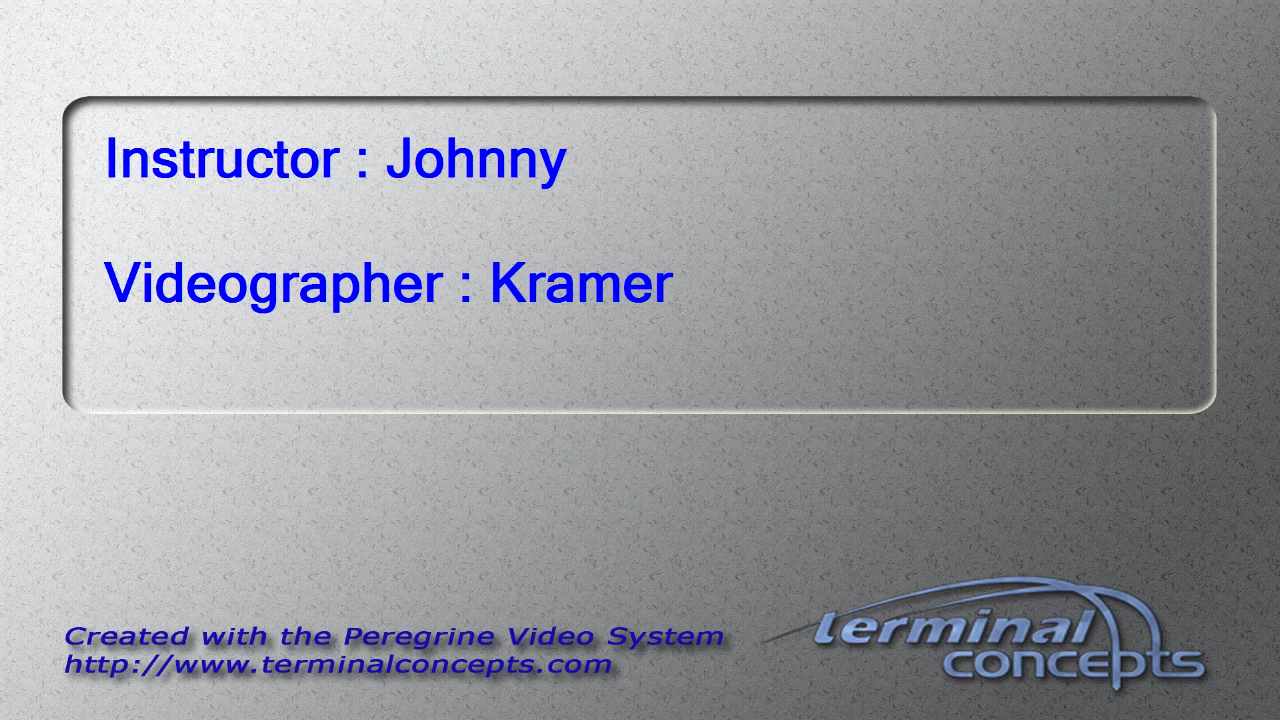 Instructor : Johnny
Videographer : Kramer
Created with the Peregrine Video System
http://www.terminalconcepts.com
terminal
concepts